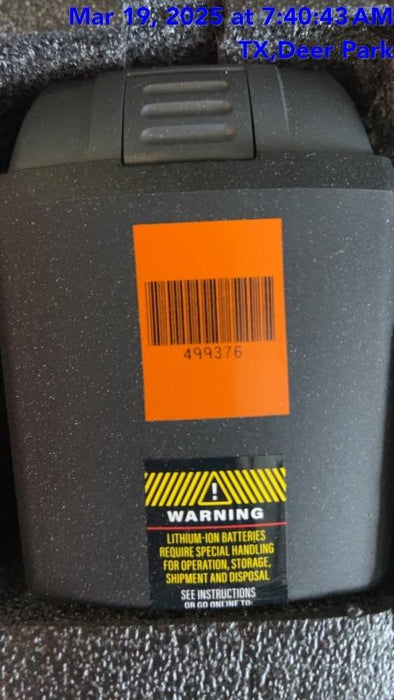 Mar 19, 2025 at 7:40:43 AM
TX,Deer Park
499376
!
WARNING
LITHIUM-ION BATTERIES
REQUIRE SPECIAL HANDLING
FOR OPERATION, STORAGE,
SHIPMENT AND DISPOSAL
SEE INSTRUCTIONS
OR GO ONLINE TO: